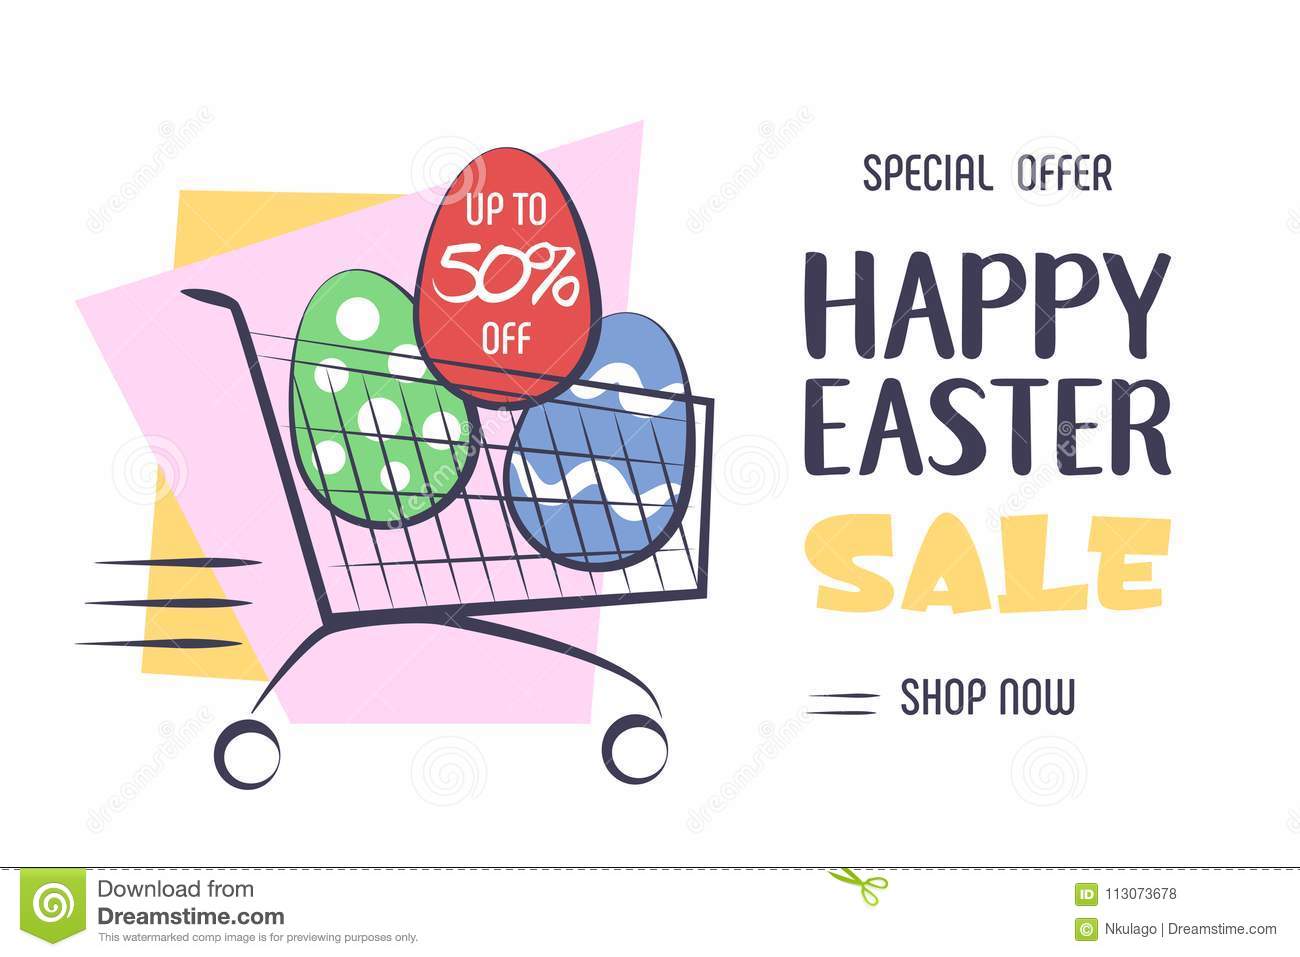 UP TO
50%
OFF
SPECIAL OFFER
HAPPY
EASTER
SALE
SHOP NOW
dreamstime
Download from
Dreamstime.com
This watermarked comp image is for previewing purposes only.
ID 113073678
© Nkulago | Dreamstime.com